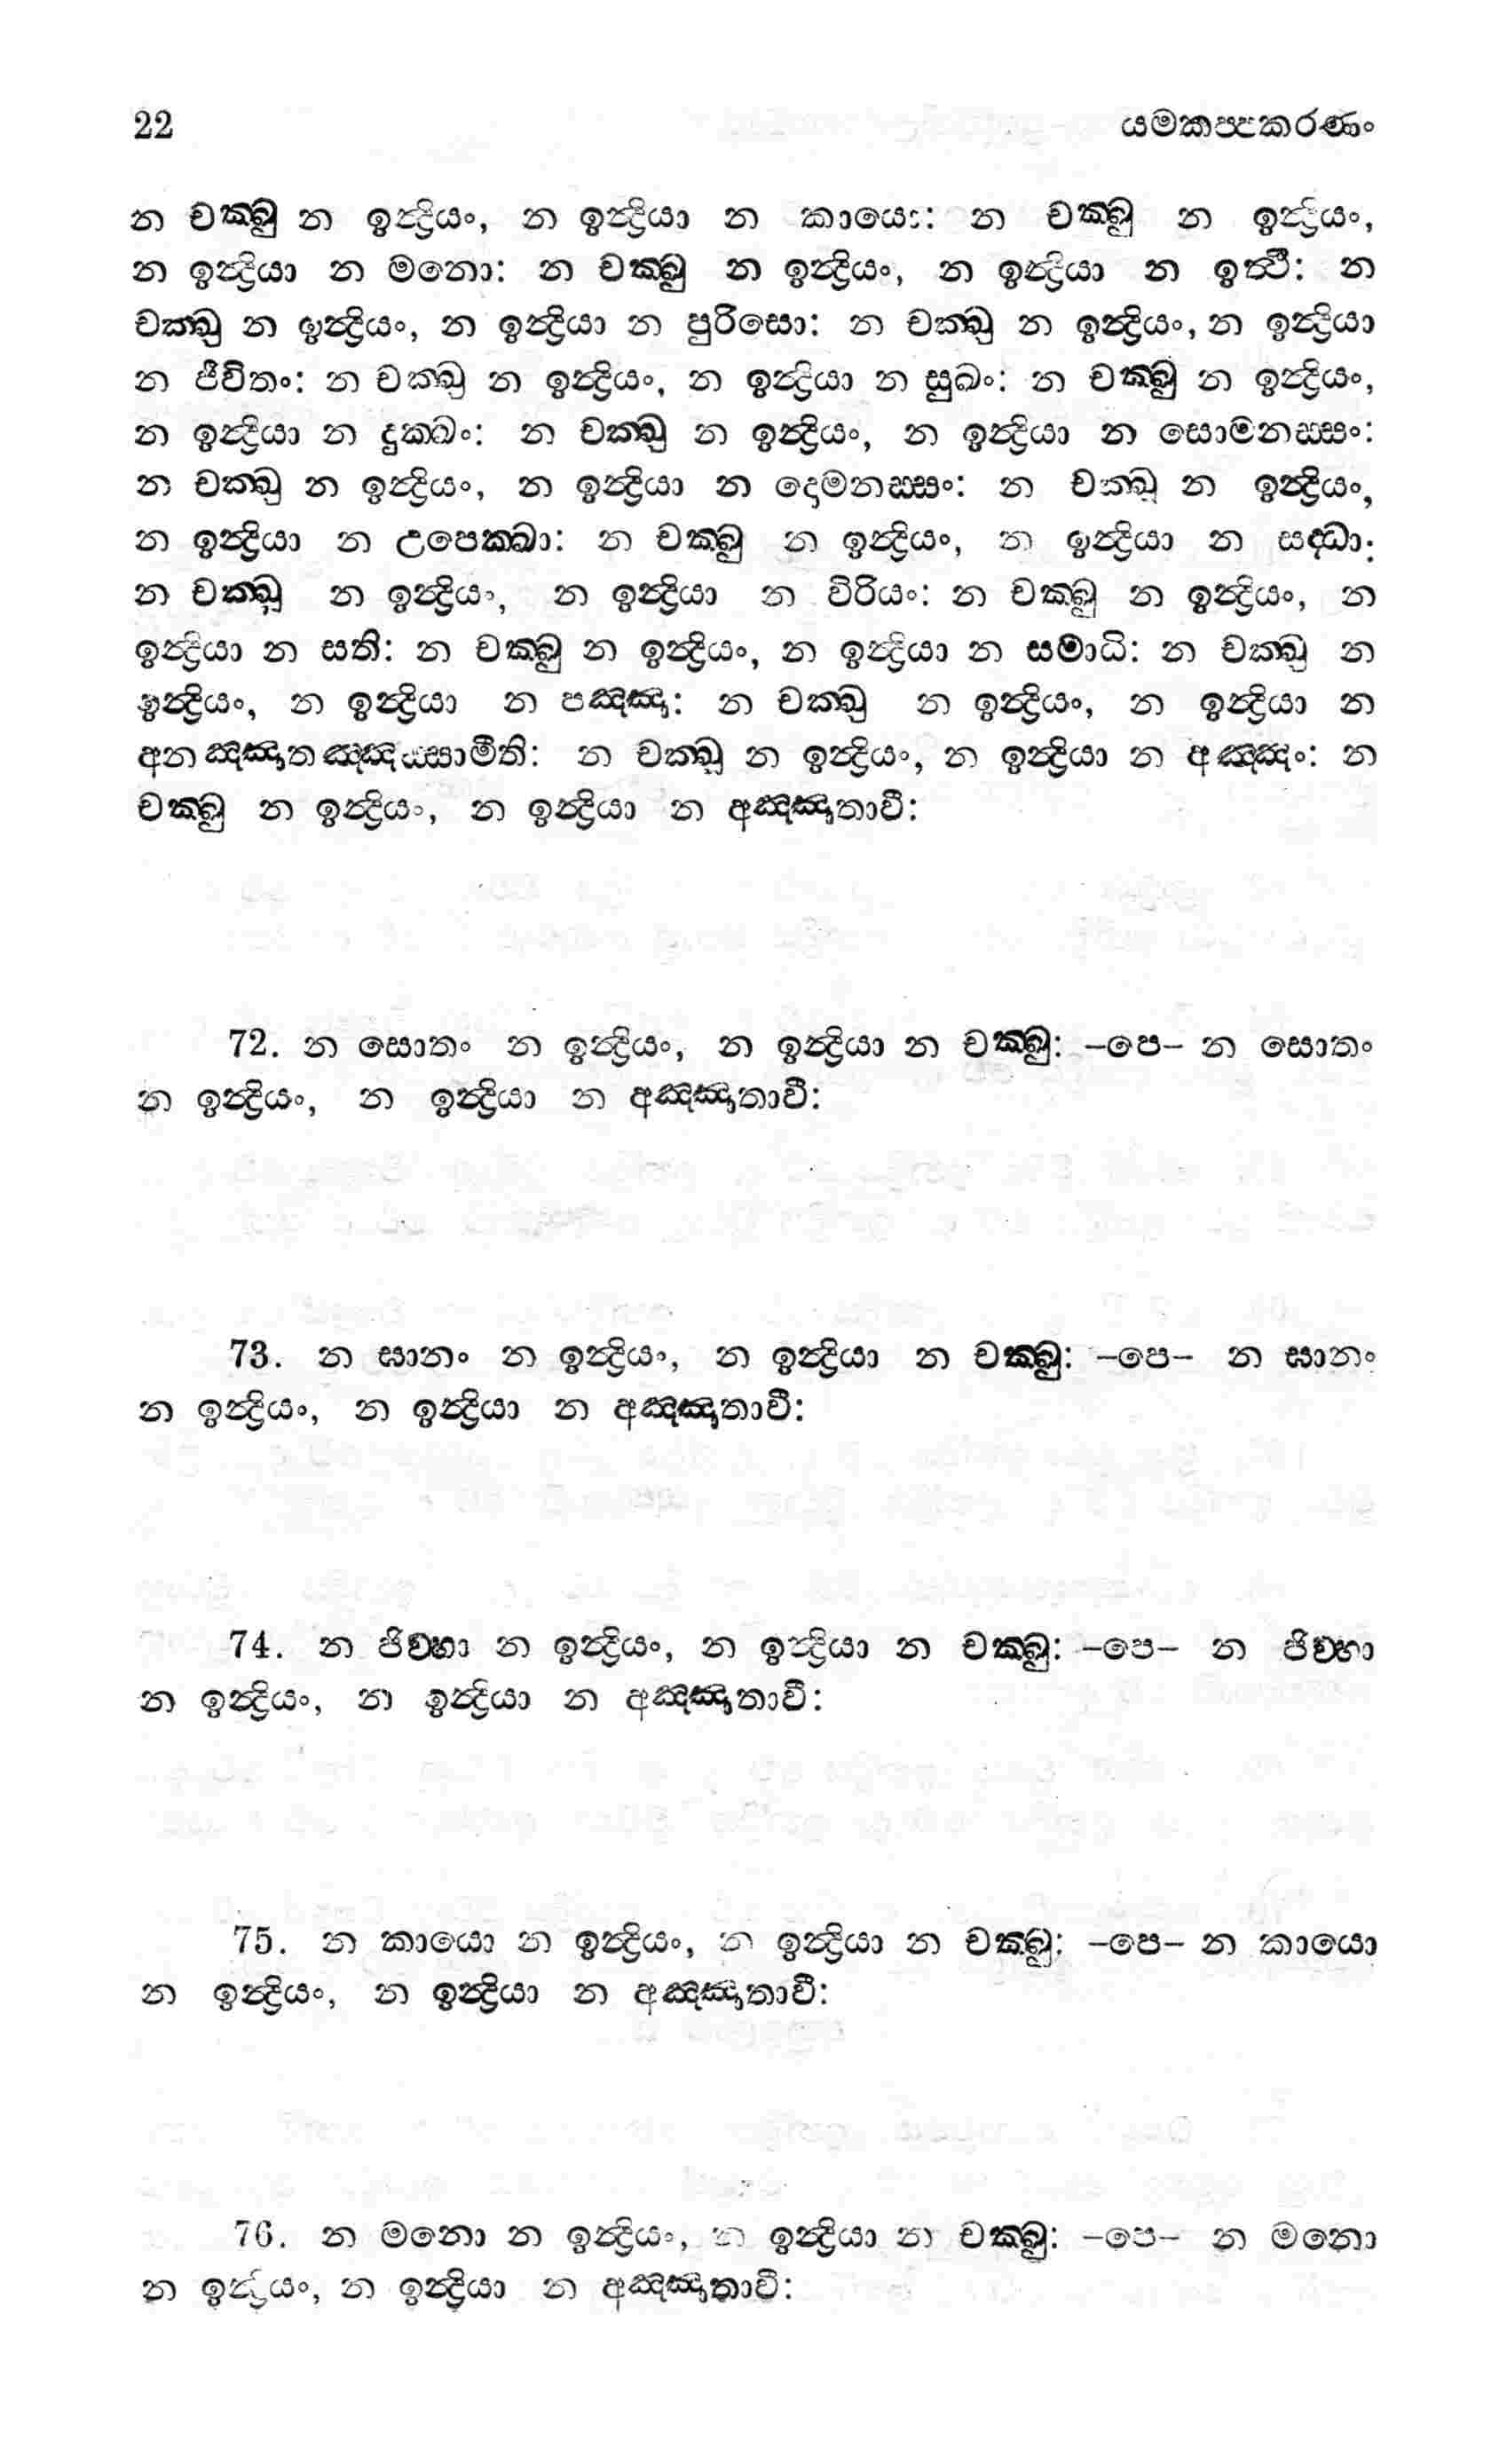 22 යමකප්පකරණං
න චක්ඛු න ඉන්ද්‍රියං, න ඉන්ද්‍රියා න කායො: න චක්ඛු න ඉන්ද්‍රියං,
න ඉන්ද්‍රියා න මනො: න චක්ඛු න ඉන්ද්‍රියං, න ඉන්ද්‍රියා න ඉත්ථි: න
චක්ඛු න ඉන්ද්‍රියං, න ඉන්ද්‍රියා න පුරිසො: න චක්ඛු න ඉන්ද්‍රියං, න ඉන්ද්‍රියා
න ජීවිතං: න චක්ඛු න ඉන්ද්‍රියං, න ඉන්ද්‍රියා න සුඛං: න චක්ඛු න ඉන්ද්‍රියං,
න ඉන්ද්‍රියා න දුක්ඛං: න චක්ඛු න ඉන්ද්‍රියං, න ඉන්ද්‍රියා න සොමනස්සං:
න චක්ඛු න ඉන්ද්‍රියං, න ඉන්ද්‍රියා න දොමනස්සං: න චක්ඛු න ඉන්ද්‍රියං,
න ඉන්ද්‍රියා න උපෙක්ඛා: න චක්ඛු න ඉන්ද්‍රියං, න ඉන්ද්‍රියා න සද්ධා:
න චක්ඛු න ඉන්ද්‍රියං, න ඉන්ද්‍රියා න විරියං: න චක්ඛු න ඉන්ද්‍රියං, න
ඉන්ද්‍රියා න සති: න චක්ඛු න ඉන්ද්‍රියං, න ඉන්ද්‍රියා න සමාධි: න චක්ඛු න
ඉන්ද්‍රියං, න ඉන්ද්‍රියා න පඤ්ඤා: න චක්ඛු න ඉන්ද්‍රියං, න ඉන්ද්‍රියා න
අනඤ්ඤාතඤ්ඤස්සාමීති: න චක්ඛු න ඉන්ද්‍රියං, න ඉන්ද්‍රියා න අඤ්ඤං: න
චක්ඛු න ඉන්ද්‍රියං, න ඉන්ද්‍රියා න අඤ්ඤාතාවී:
72. න සොතං න ඉන්ද්‍රියං, න ඉන්ද්‍රියා න චක්ඛු: –පෙ– න සොතං
න ඉන්ද්‍රියං, න ඉන්ද්‍රියා න අඤ්ඤාතාවී:
73. න ඝානං න ඉන්ද්‍රියං, න ඉන්ද්‍රියා න චක්ඛු: –පෙ– න ඝානං
න ඉන්ද්‍රියං, න ඉන්ද්‍රියා න අඤ්ඤාතාවී:
74. න ජිව්හා න ඉන්ද්‍රියං, න ඉන්ද්‍රියා න චක්ඛු: –පෙ– න ජිව්හා
න ඉන්ද්‍රියං, න ඉන්ද්‍රියා න අඤ්ඤාතාවී:
75. න කායො න ඉන්ද්‍රියං, න ඉන්ද්‍රියා න චක්ඛු: –පෙ– න කායො
න ඉන්ද්‍රියං, න ඉන්ද්‍රියා න අඤ්ඤාතාවී:
76. න මනො න ඉන්ද්‍රියං, න ඉන්ද්‍රියා න චක්ඛු: –පෙ– න මනො
න ඉන්ද්‍රියං, න ඉන්ද්‍රියා න අඤ්ඤාතාවී: